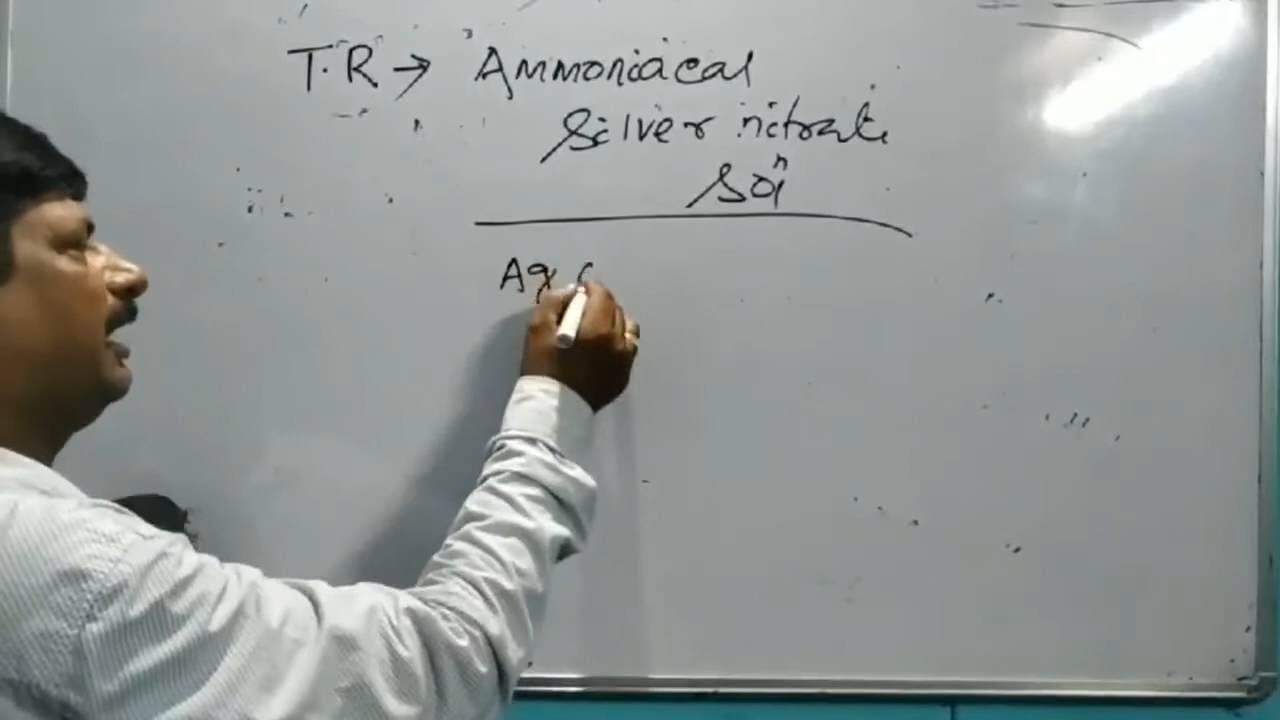 T.R → Ammoniacal
Silver nitrate
Solⁿ
Ag